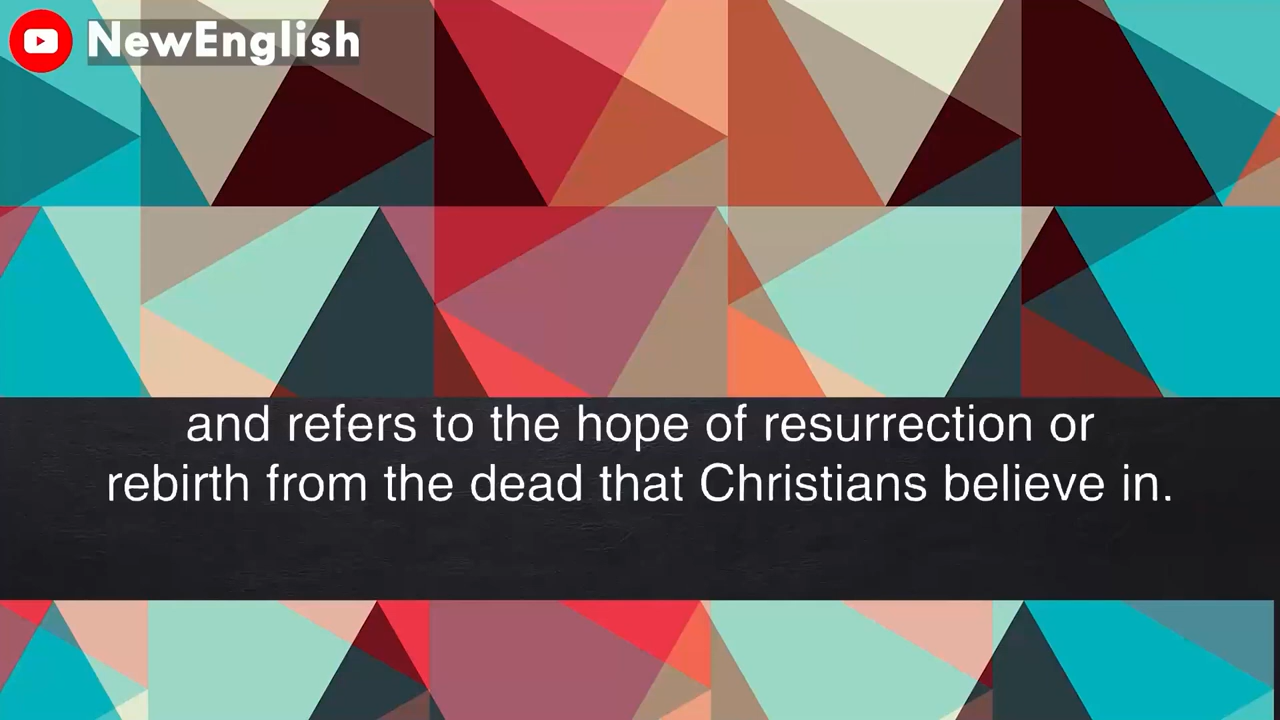 NewEnglish
and refers to the hope of resurrection or
rebirth from the dead that Christians believe in.